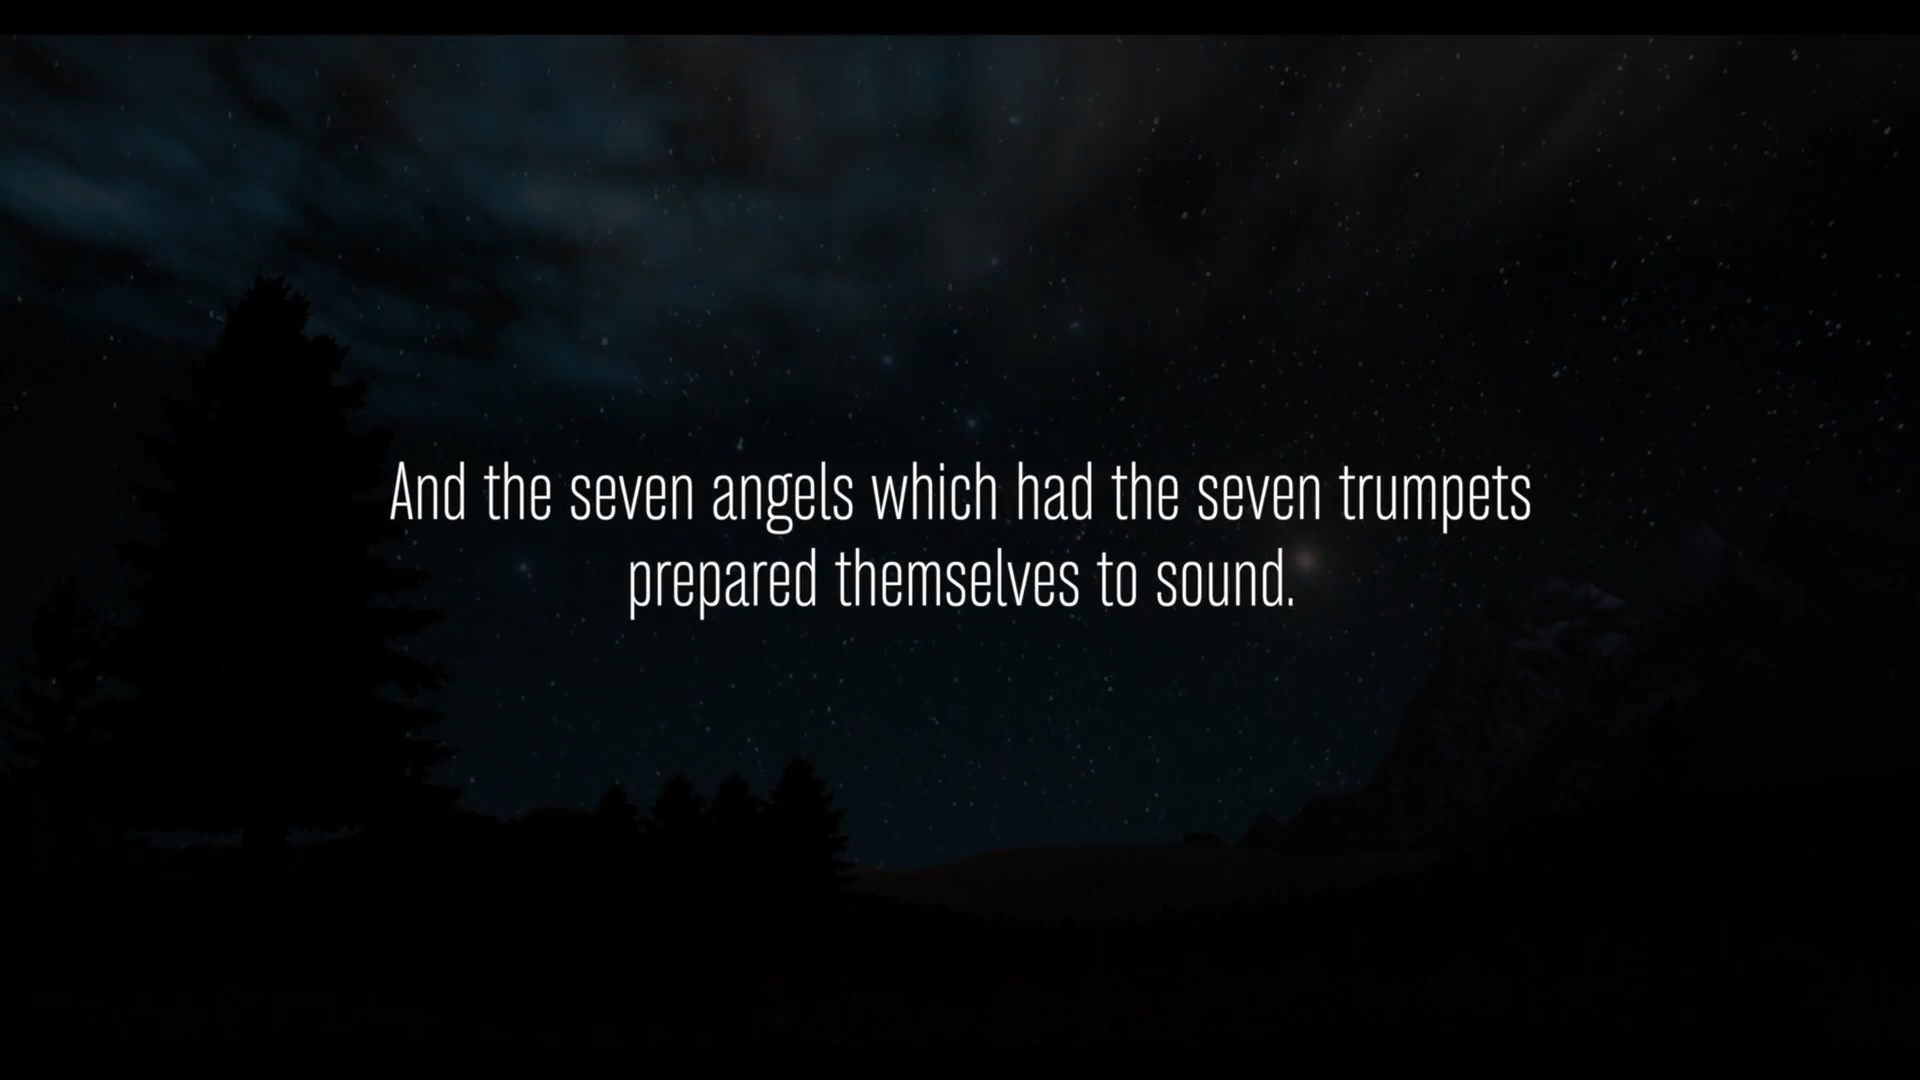 And the seven angels which had the seven trumpets
prepared themselves to sound.